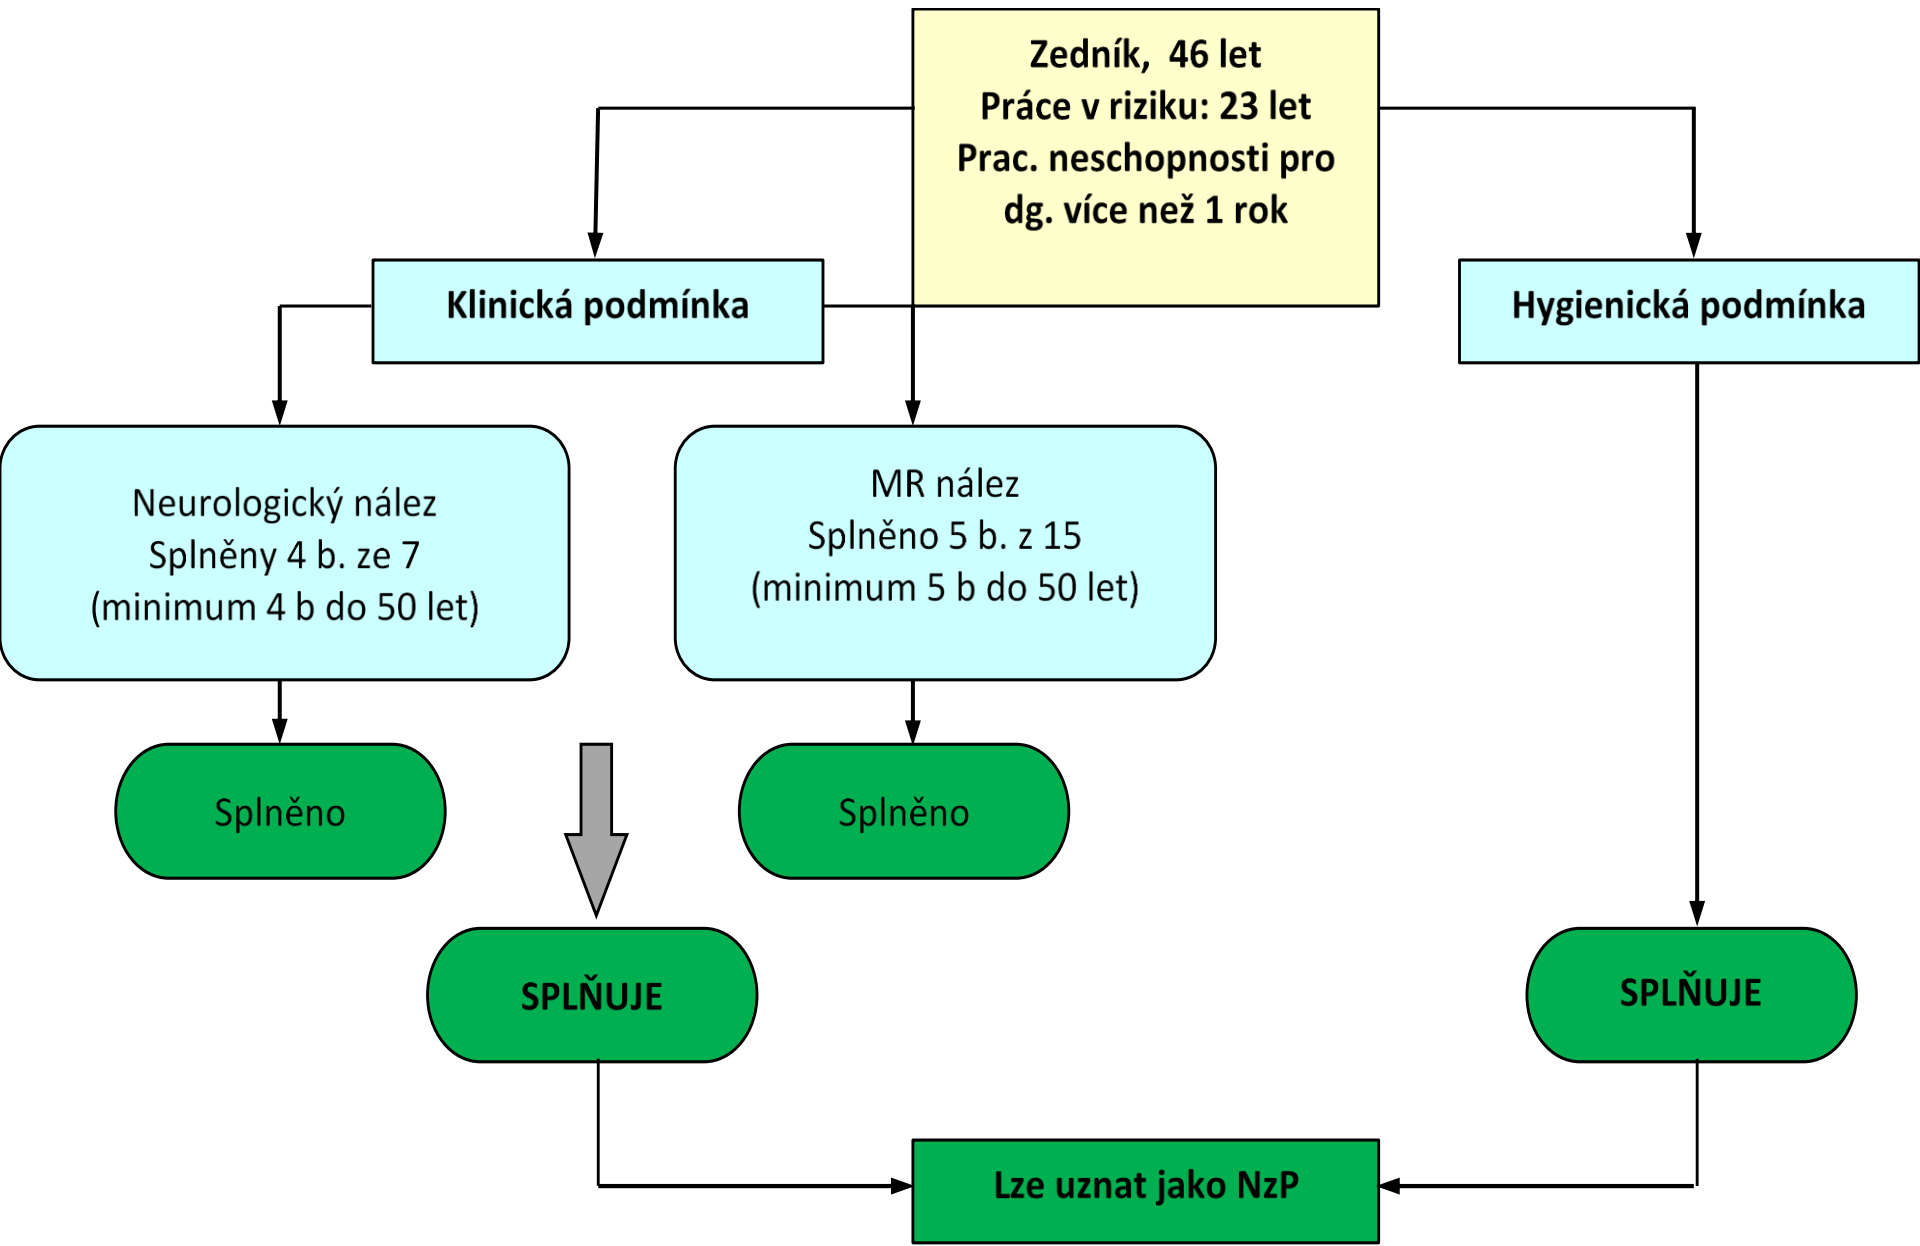 Zedník,  46 let
Práce v riziku: 23 let
Prac. neschopnosti pro
dg. více než 1 rok
Klinická podmínka
Hygienická podmínka
Neurologický nález
Splněny 4 b. ze 7
(minimum 4 b do 50 let)
MR nález
Splněno 5 b. z 15
(minimum 5 b do 50 let)
Splněno
Splněno
SPLŇUJE
SPLŇUJE
Lze uznat jako NzP